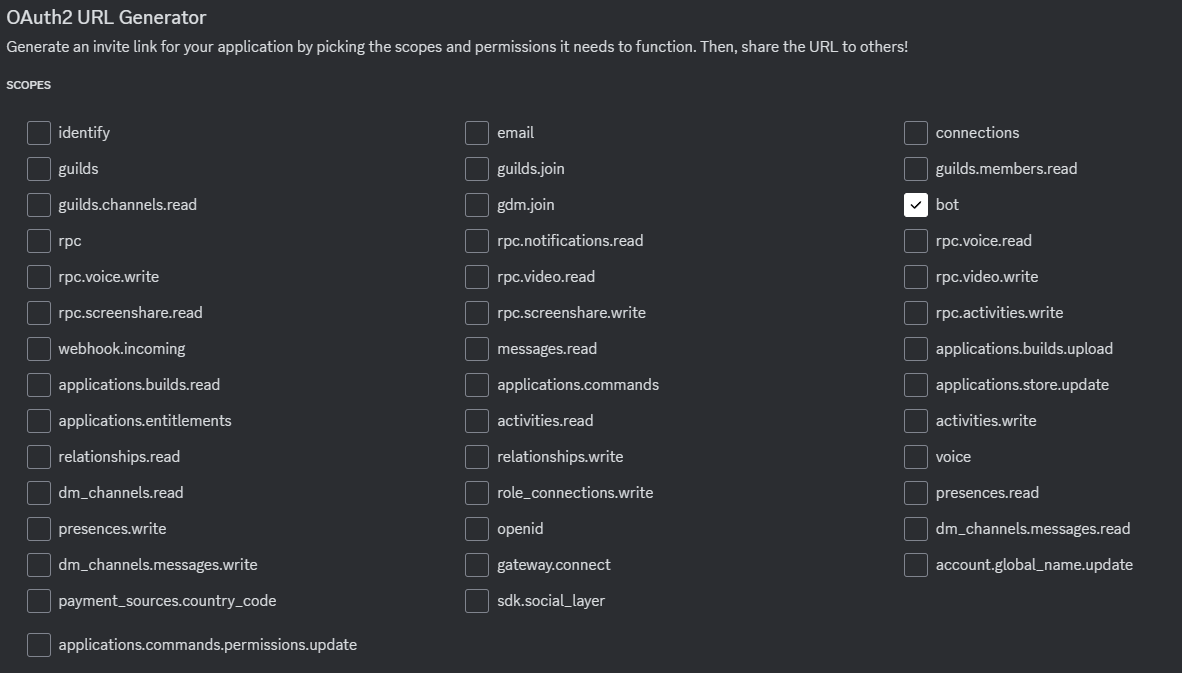 OAuth2 URL Generator
Generate an invite link for your application by picking the scopes and permissions it needs to function. Then, share the URL to others!
SCOPES
identify email connections
guilds guilds.join guilds.members.read
guilds.channels.read gdm.join bot
rpc rpc.notifications.read rpc.voice.read
rpc.voice.write rpc.video.read rpc.video.write
rpc.screenshare.read rpc.screenshare.write rpc.activities.write
webhook.incoming messages.read applications.builds.upload
applications.builds.read applications.commands applications.store.update
applications.entitlements activities.read activities.write
relationships.read relationships.write voice
dm_channels.read role_connections.write presences.read
presences.write openid dm_channels.messages.read
dm_channels.messages.write gateway.connect account.global_name.update
payment_sources.country_code sdk.social_layer
applications.commands.permissions.update